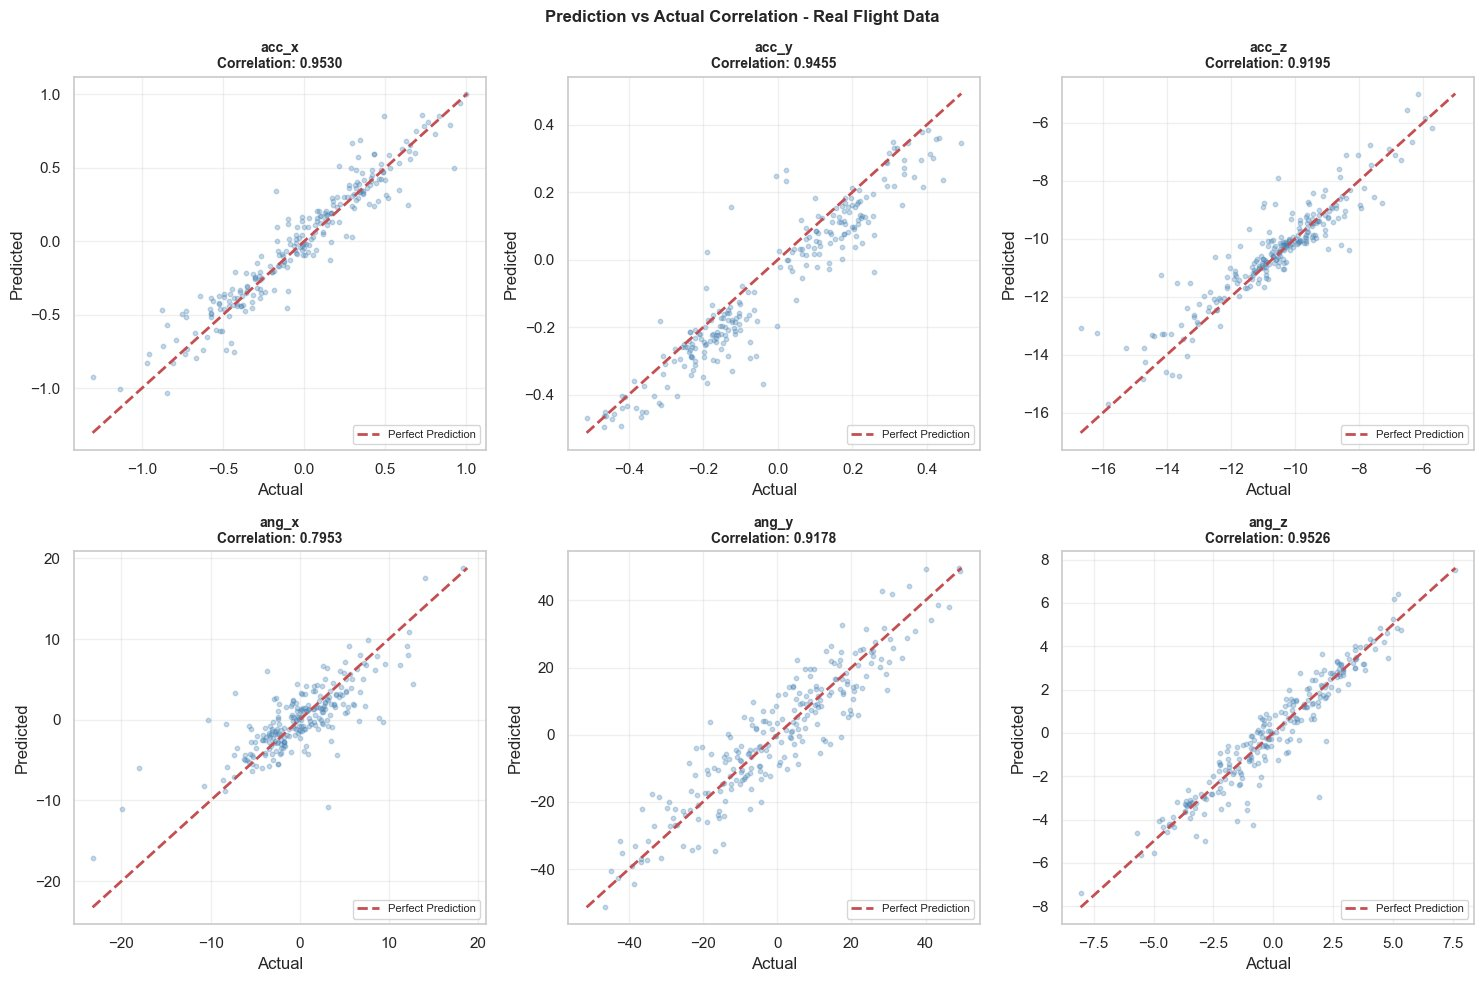 Prediction vs Actual Correlation - Real Flight Data
acc_x
Correlation: 0.9530
1.0
0.5
0.0
−0.5
−1.0
Predicted
−1.0
−0.5
0.0
0.5
1.0
Actual
Perfect Prediction
acc_y
Correlation: 0.9455
0.4
0.2
0.0
−0.2
−0.4
Predicted
−0.4
−0.2
0.0
0.2
0.4
Actual
Perfect Prediction
acc_z
Correlation: 0.9195
−6
−8
−10
−12
−14
−16
Predicted
−16
−14
−12
−10
−8
−6
Actual
Perfect Prediction
ang_x
Correlation: 0.7953
20
10
0
−10
−20
Predicted
−20
−10
0
10
20
Actual
Perfect Prediction
ang_y
Correlation: 0.9178
40
20
0
−20
−40
Predicted
−40
−20
0
20
40
Actual
Perfect Prediction
ang_z
Correlation: 0.9526
8
6
4
2
0
−2
−4
−6
−8
Predicted
−7.5
−5.0
−2.5
0.0
2.5
5.0
7.5
Actual
Perfect Prediction